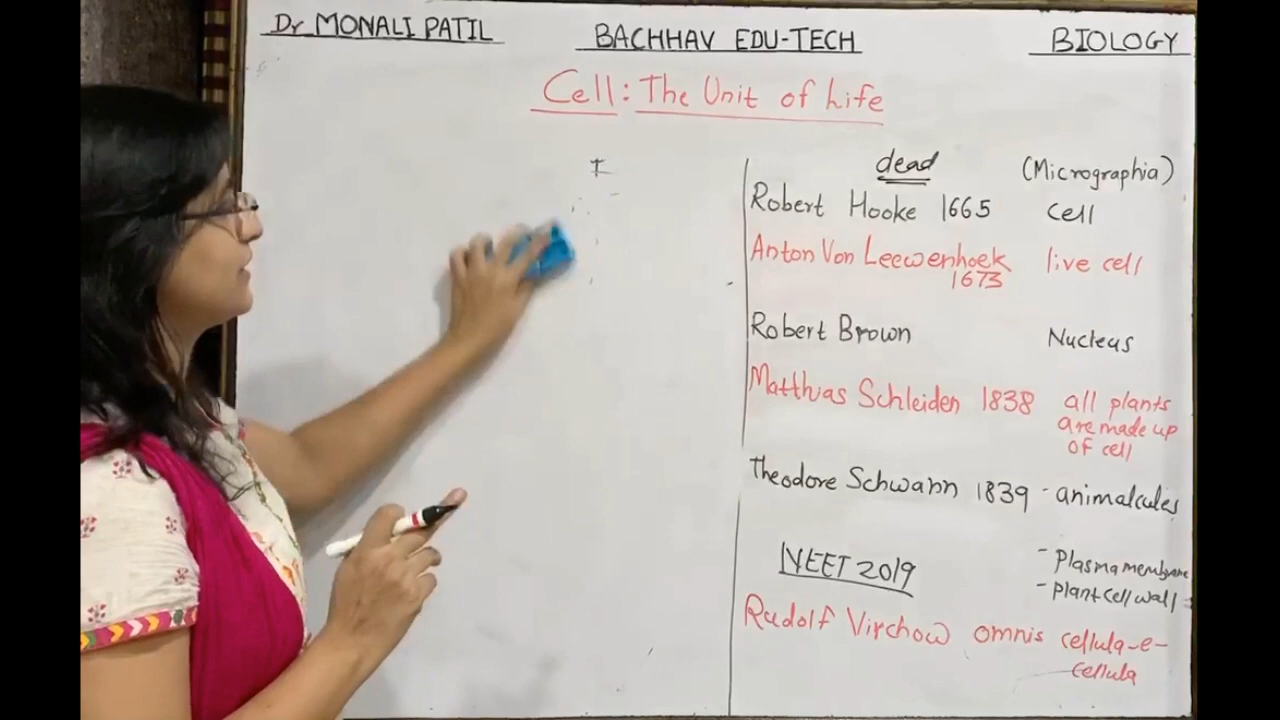 Dr MONALI PATIL BACHHAV EDU-TECH BIOLOGY
Cell: The Unit of Life
dead (Micrographia)
Robert Hooke 1665 cell
Anton Von Leewenhoek live cell
1673
Robert Brown Nucleus
Matthias Schleiden 1838 all plants
are made up
of cell
Theodore Schwann 1839 - animalcules
- Plasma membrane
- Plant cell wall
NEET 2019
Rudolf Virchow omnis cellula-e-
cellula